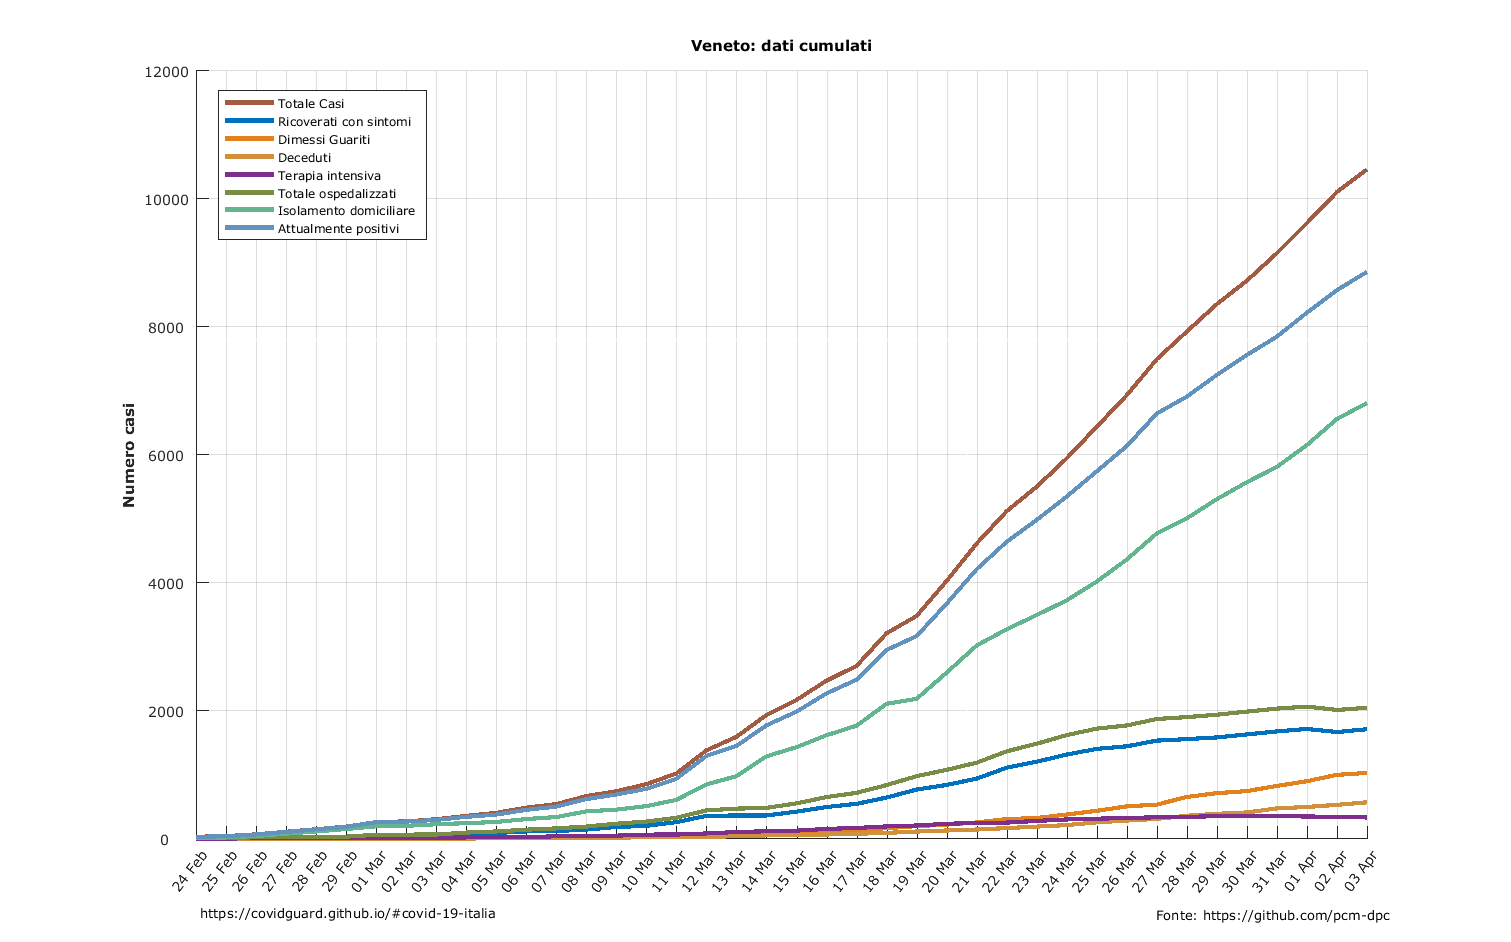 Veneto: dati cumulati
12000
10000
8000
6000
4000
2000
0
Numero casi
Totale Casi
Ricoverati con sintomi
Dimessi Guariti
Deceduti
Terapia intensiva
Totale ospedalizzati
Isolamento domiciliare
Attualmente positivi
24 Feb
25 Feb
26 Feb
27 Feb
28 Feb
29 Feb
01 Mar
02 Mar
03 Mar
04 Mar
05 Mar
06 Mar
07 Mar
08 Mar
09 Mar
10 Mar
11 Mar
12 Mar
13 Mar
14 Mar
15 Mar
16 Mar
17 Mar
18 Mar
19 Mar
20 Mar
21 Mar
22 Mar
23 Mar
24 Mar
25 Mar
26 Mar
27 Mar
28 Mar
29 Mar
30 Mar
31 Mar
01 Apr
02 Apr
03 Apr
https://covidguard.github.io/#covid-19-italia
Fonte: https://github.com/pcm-dpc